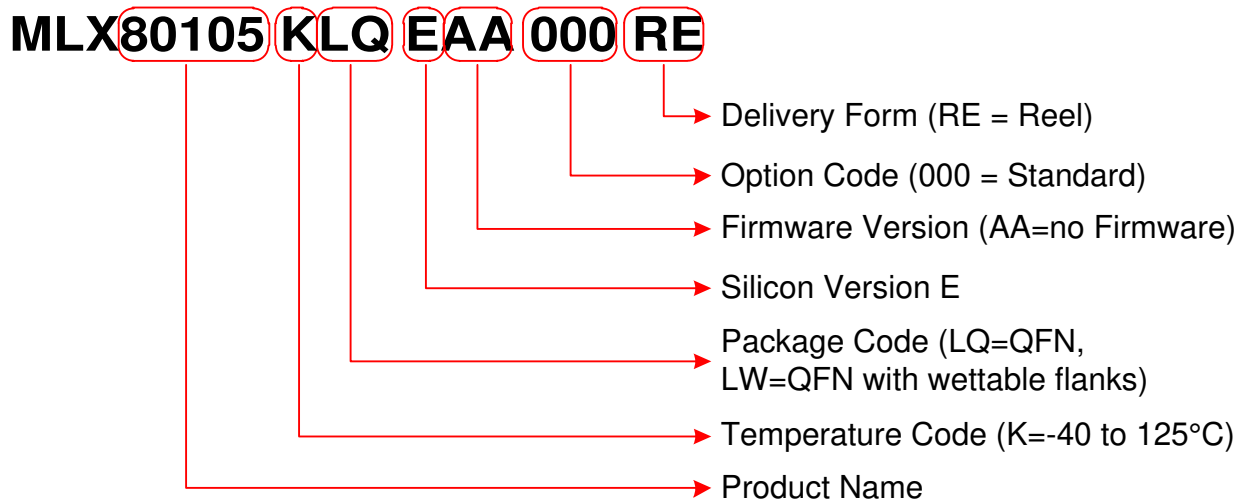 MLX80105 KLQ EAA 000 RE
Delivery Form (RE = Reel)
Option Code (000 = Standard)
Firmware Version (AA=no Firmware)
Silicon Version E
Package Code (LQ=QFN,
LW=QFN with wettable flanks)
Temperature Code (K=-40 to 125°C)
Product Name